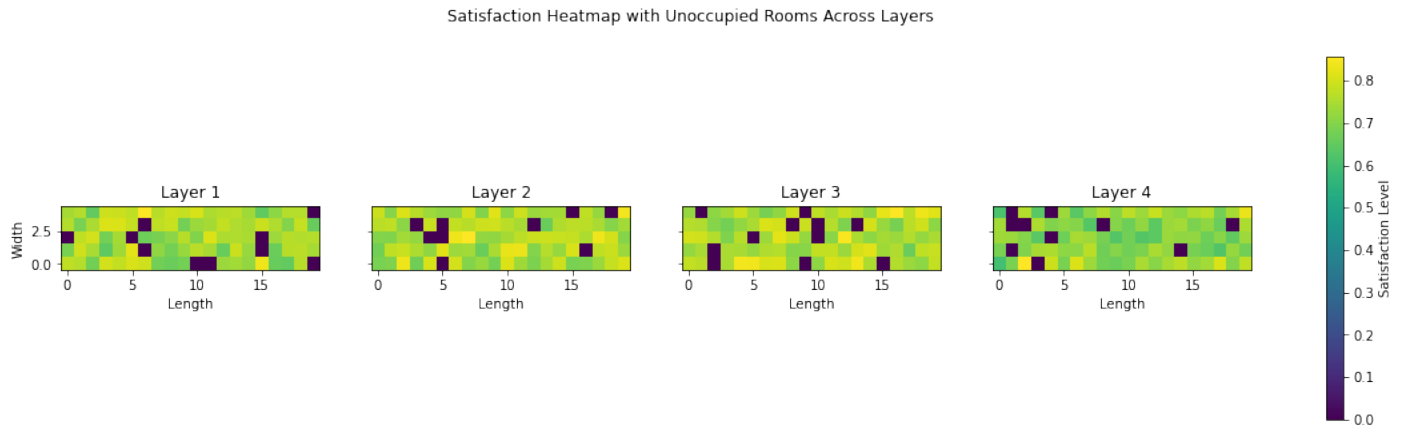 Satisfaction Heatmap with Unoccupied Rooms Across Layers
Layer 1
Layer 2
Layer 3
Layer 4
Width
2.5
0.0
0 5 10 15
Length
0 5 10 15
Length
0 5 10 15
Length
0 5 10 15
Length
0.8
0.7
0.6
0.5
0.4
0.3
0.2
0.1
0.0
Satisfaction Level